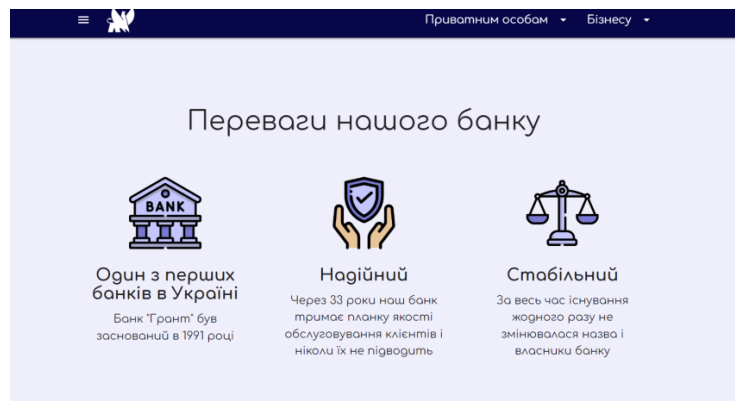 Приватним особам Бізнесу
Переваги нашого банку
BANK
Один з перших
банків в Україні
Банк "Грант" був
заснований в 1991 році
Надійний
Через 33 роки наш банк
тримає планку якості
обслуговування клієнтів і
ніколи їх не підводить
Стабільний
За весь час існування
жодного разу не
змінювалася назва і
власники банку